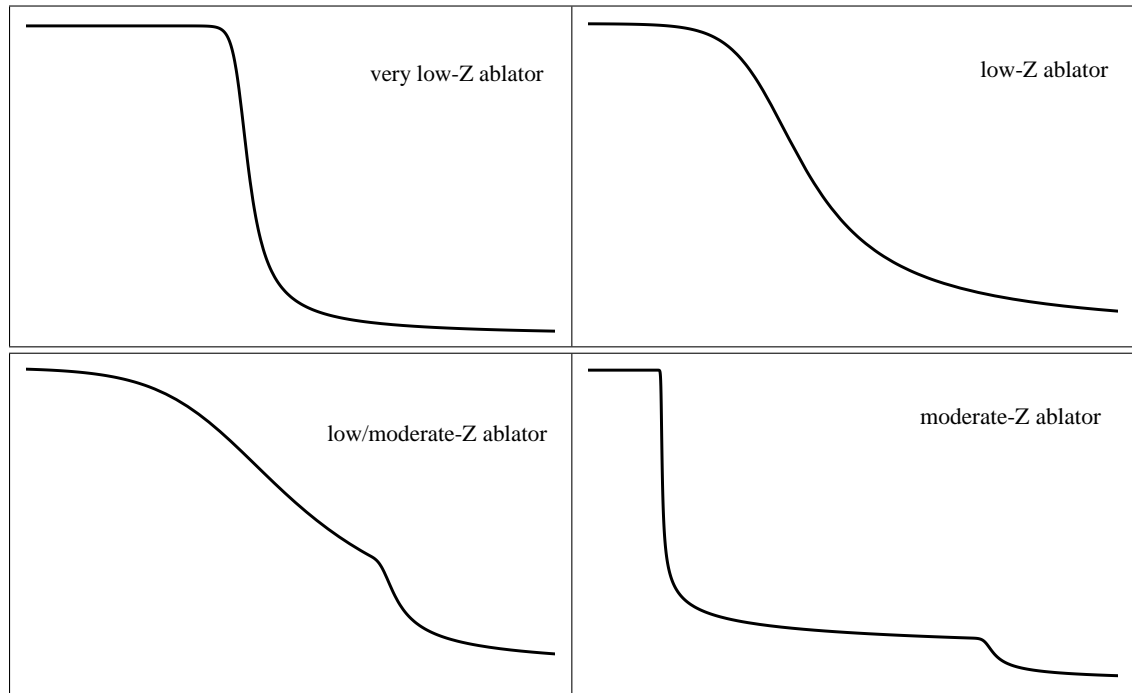 very low-Z ablator
low-Z ablator
low/moderate-Z ablator
moderate-Z ablator